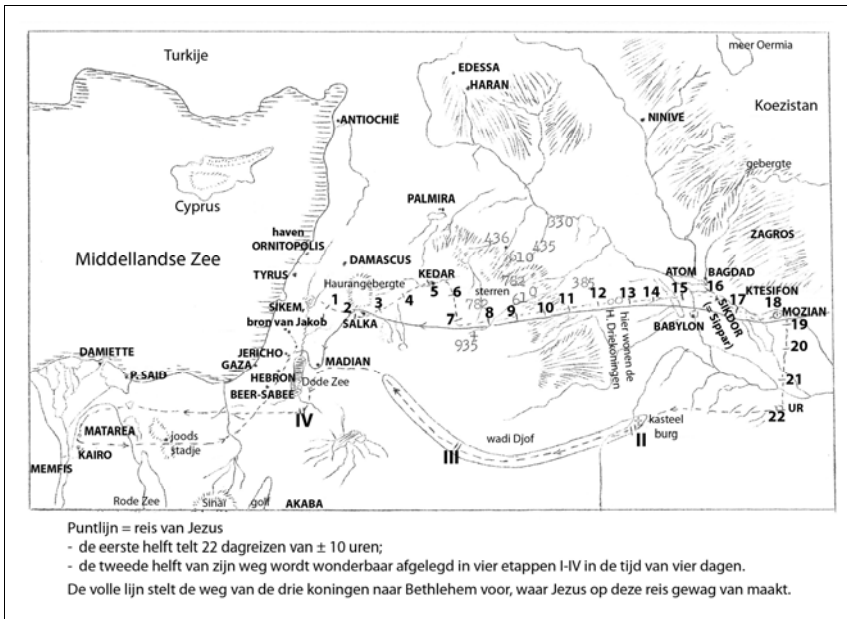 Turkije
meer Oermia
EDESSA
HARAN
Koezistan
ANTIOCHIË
NINIVE
gebergte
Cyprus
PALMIRA
haven
ORNITOPOLIS
ZAGROS
Middellandse Zee
DAMASCUS
330
436
435
610
TYRUS
Haurangebergte
KEDAR
sterren
782
385
ATOM
BAGDAD
1 2 3 4 5 6 7 8 9 10 11 12 13 14 15 16 17 18
782
610
KTESIFON
MOZIAN
SIKEM,
bron van Jakob
SALKA
935
H. Driekoningen
hier wonen de
BABYLON
SIKDOR
(= Sippar)
19
20
JERICHO
GAZA
MADIAN
DAMIETTE
P. SAID
HEBRON
Dode Zee
BEER-SABEE
21
22
UR
IV
MATAREA
KAIRO
joods
stadje
wadi Djof
III
II
kasteel
burg
MEMFIS
Rode Zee
Sinaï
golf
AKABA
Puntlijn = reis van Jezus
- de eerste helft telt 22 dagreizen van ± 10 uren;
- de tweede helft van zijn weg wordt wonderbaar afgelegd in vier etappen I-IV in de tijd van vier dagen.
De volle lijn stelt de weg van de drie koningen naar Bethlehem voor, waar Jezus op deze reis gewag van maakt.